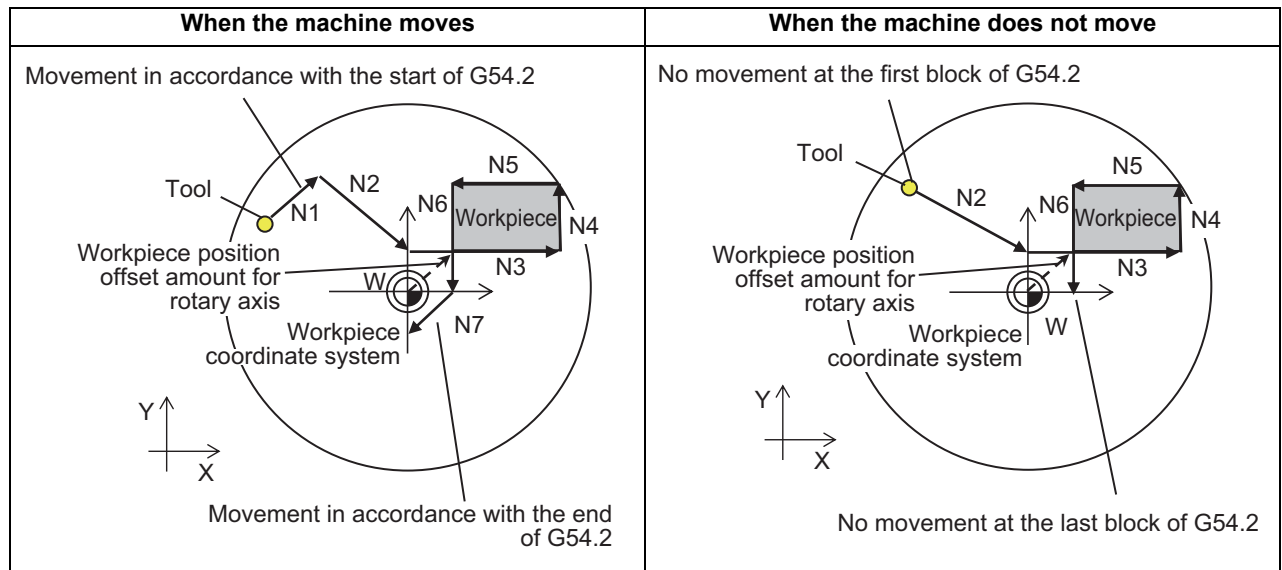 When the machine moves
When the machine does not move
Movement in accordance with the start of G54.2
Tool
N1
N2
N6
N5
Workpiece
N4
N3
Workpiece position
offset amount for
rotary axis
W
N7
Workpiece
coordinate system
Y
X
Movement in accordance with the end
of G54.2
No movement at the first block of G54.2
Tool
N2
N6
N5
Workpiece
N4
N3
Workpiece position
offset amount for
rotary axis
W
Workpiece
coordinate system
Y
X
No movement at the last block of G54.2